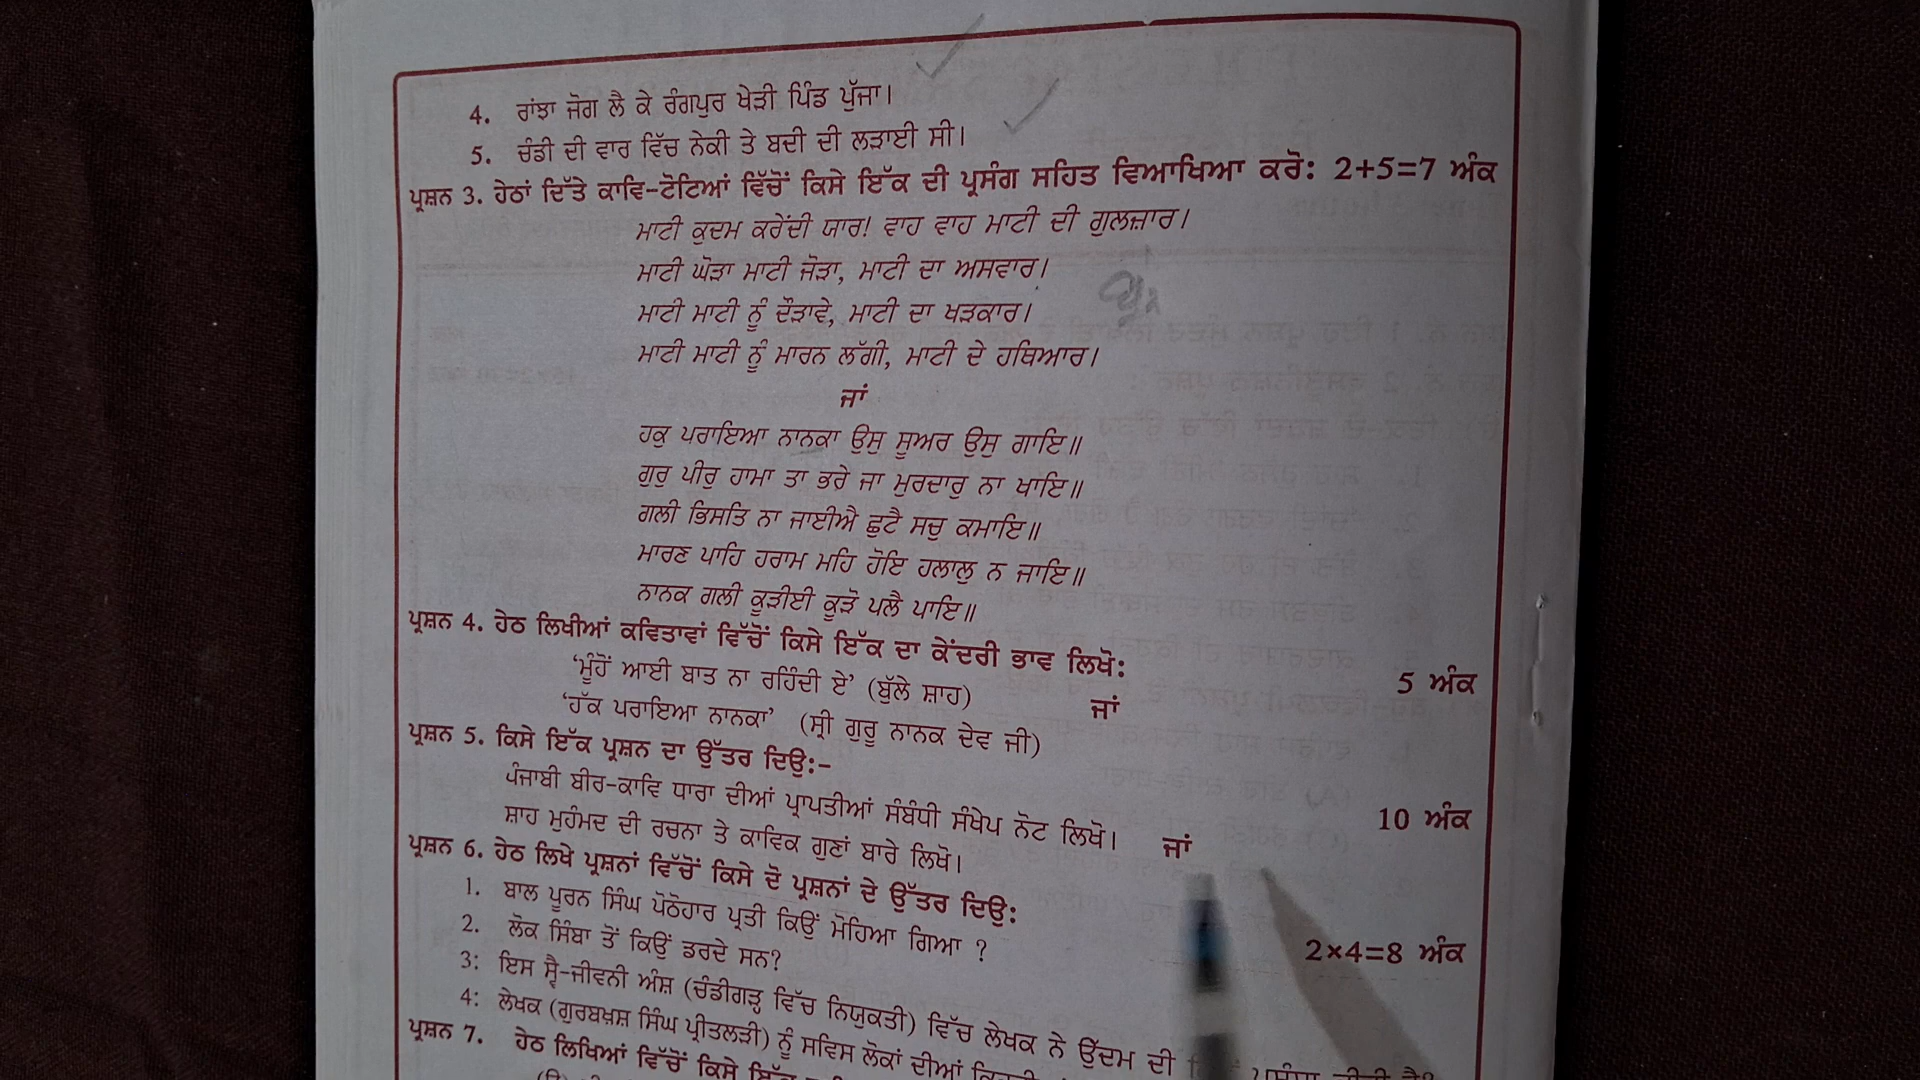 4. ਰਾਂਝਾ ਜੋਗ ਲੈ ਕੇ ਰੰਗਪੁਰ ਖੇੜੀ ਪਿੰਡ ਪੁੱਜਾ।
5. ਚੰਡੀ ਦੀ ਵਾਰ ਵਿੱਚ ਨੇਕੀ ਤੇ ਬਦੀ ਦੀ ਲੜਾਈ ਸੀ।
ਪ੍ਰਸ਼ਨ 3. ਹੇਠਾਂ ਦਿੱਤੇ ਕਾਵਿ-ਟੋਟਿਆਂ ਵਿੱਚੋਂ ਕਿਸੇ ਇੱਕ ਦੀ ਪ੍ਰਸੰਗ ਸਹਿਤ ਵਿਆਖਿਆ ਕਰੋ: 2+5=7 ਅੰਕ
ਮਾਟੀ ਕੁਦਮ ਕਰੇਂਦੀ ਯਾਰ! ਵਾਹ ਵਾਹ ਮਾਟੀ ਦੀ ਗੁਲਜ਼ਾਰ।
ਮਾਟੀ ਘੋੜਾ ਮਾਟੀ ਜੋੜਾ, ਮਾਟੀ ਦਾ ਅਸਵਾਰ।
ਮਾਟੀ ਮਾਟੀ ਨੂੰ ਦੌੜਾਵੇ, ਮਾਟੀ ਦਾ ਖੜਕਾਰ।
ਮਾਟੀ ਮਾਟੀ ਨੂੰ ਮਾਰਨ ਲੱਗੀ, ਮਾਟੀ ਦੇ ਹਥਿਆਰ।
ਜਾਂ
ਹਕੁ ਪਰਾਇਆ ਨਾਨਕਾ ਉਸੁ ਸੂਅਰ ਉਸੁ ਗਾਇ॥
ਗੁਰੁ ਪੀਰੁ ਹਾਮਾ ਤਾ ਭਰੇ ਜਾ ਮੁਰਦਾਰੁ ਨਾ ਖਾਇ॥
ਗਲੀ ਭਿਸਤਿ ਨਾ ਜਾਈਐ ਛੁਟੈ ਸਚੁ ਕਮਾਇ॥
ਮਾਰਣ ਪਾਹਿ ਹਰਾਮ ਮਹਿ ਹੋਇ ਹਲਾਲੁ ਨ ਜਾਇ॥
ਨਾਨਕ ਗਲੀ ਕੂੜੀਈ ਕੂੜੋ ਪਲੈ ਪਾਇ॥
ਪ੍ਰਸ਼ਨ 4. ਹੇਠ ਲਿਖੀਆਂ ਕਵਿਤਾਵਾਂ ਵਿੱਚੋਂ ਕਿਸੇ ਇੱਕ ਦਾ ਕੇਂਦਰੀ ਭਾਵ ਲਿਖੋ: 5 ਅੰਕ
'ਮੂੰਹੋਂ ਆਈ ਬਾਤ ਨਾ ਰਹਿੰਦੀ ਏ' (ਬੁੱਲੇ ਸ਼ਾਹ) ਜਾਂ
'ਹੱਕ ਪਰਾਇਆ ਨਾਨਕਾ' (ਸ੍ਰੀ ਗੁਰੂ ਨਾਨਕ ਦੇਵ ਜੀ)
ਪ੍ਰਸ਼ਨ 5. ਕਿਸੇ ਇੱਕ ਪ੍ਰਸ਼ਨ ਦਾ ਉੱਤਰ ਦਿਉ:- 10 ਅੰਕ
ਪੰਜਾਬੀ ਬੀਰ-ਕਾਵਿ ਧਾਰਾ ਦੀਆਂ ਪ੍ਰਾਪਤੀਆਂ ਸੰਬੰਧੀ ਸੰਖੇਪ ਨੋਟ ਲਿਖੋ। ਜਾਂ
ਸ਼ਾਹ ਮੁਹੰਮਦ ਦੀ ਰਚਨਾ ਤੇ ਕਾਵਿਕ ਗੁਣਾਂ ਬਾਰੇ ਲਿਖੋ।
ਪ੍ਰਸ਼ਨ 6. ਹੇਠ ਲਿਖੇ ਪ੍ਰਸ਼ਨਾਂ ਵਿੱਚੋਂ ਕਿਸੇ ਦੋ ਪ੍ਰਸ਼ਨਾਂ ਦੇ ਉੱਤਰ ਦਿਉ: 2×4=8 ਅੰਕ
1. ਬਾਲ ਪੂਰਨ ਸਿੰਘ ਪੋਠੋਹਾਰ ਪ੍ਰਤੀ ਕਿਉਂ ਮੋਹਿਆ ਗਿਆ ?
2. ਲੋਕ ਸਿੰਬਾ ਤੋਂ ਕਿਉਂ ਡਰਦੇ ਸਨ?
3: ਇਸ ਸ੍ਵੈ-ਜੀਵਨੀ ਅੰਸ਼ (ਚੰਡੀਗੜ੍ਹ ਵਿੱਚ ਨਿਯੁਕਤੀ) ਵਿੱਚ ਲੇਖਕ ਨੇ ਉੱਦਮ ਦੀ
4: ਲੇਖਕ (ਗੁਰਬਖ਼ਸ਼ ਸਿੰਘ ਪ੍ਰੀਤਲੜੀ) ਨੂੰ ਸਵਿਸ ਲੋਕਾਂ ਦੀਆਂ
ਪ੍ਰਸ਼ਨ 7. ਹੇਠ ਲਿਖਿਆਂ ਵਿੱਚੋਂ ਕਿਸੇ ਇੱਕ